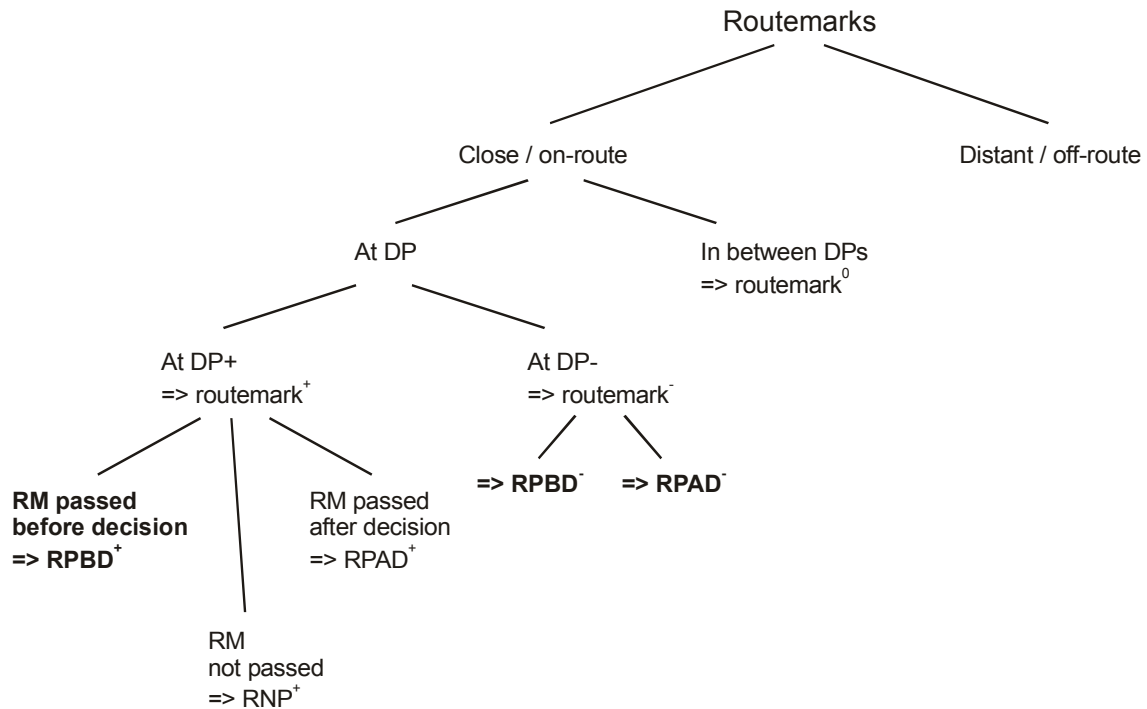 Routemarks
Close / on-route
Distant / off-route
At DP
In between DPs
=> routemark⁰
At DP+
=> routemark⁺
At DP-
=> routemark⁻
RM passed
before decision
=> RPBD⁺
RM passed
after decision
=> RPAD⁺
=> RPBD⁻
=> RPAD⁻
RM
not passed
=> RNP⁺